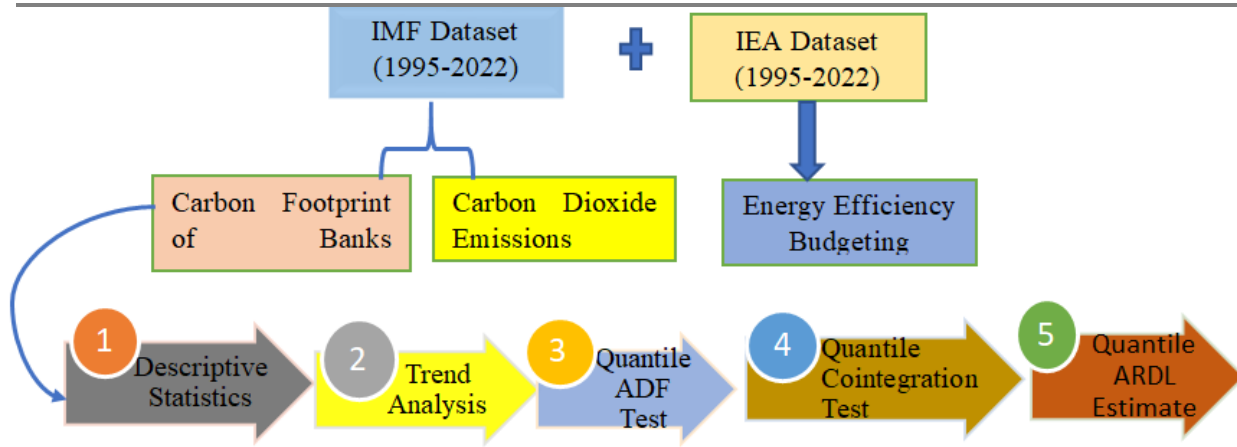 IMF Dataset
(1995-2022)
IEA Dataset
(1995-2022)
Carbon Footprint
of Banks
Carbon Dioxide
Emissions
Energy Efficiency
Budgeting
1
Descriptive
Statistics
2
Trend
Analysis
3
Quantile
ADF
Test
4
Quantile
Cointegration
Test
5
Quantile
ARDL
Estimate